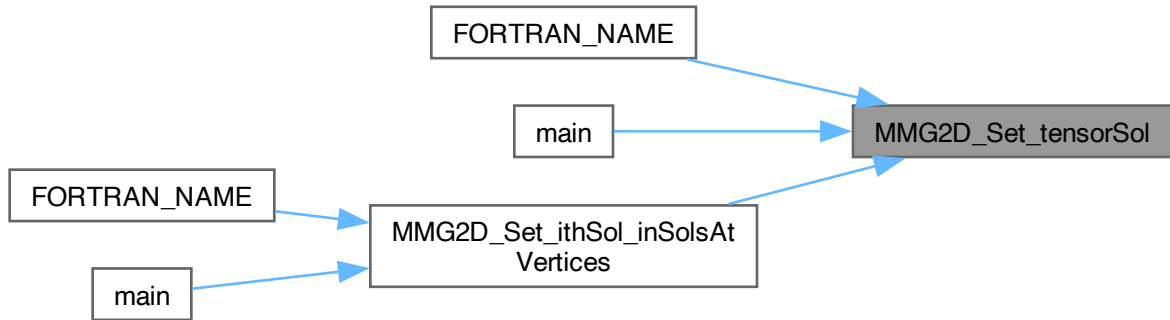 FORTRAN_NAME
main
MMG2D_Set_tensorSol
FORTRAN_NAME
MMG2D_Set_ithSol_inSolsAt
Vertices
main